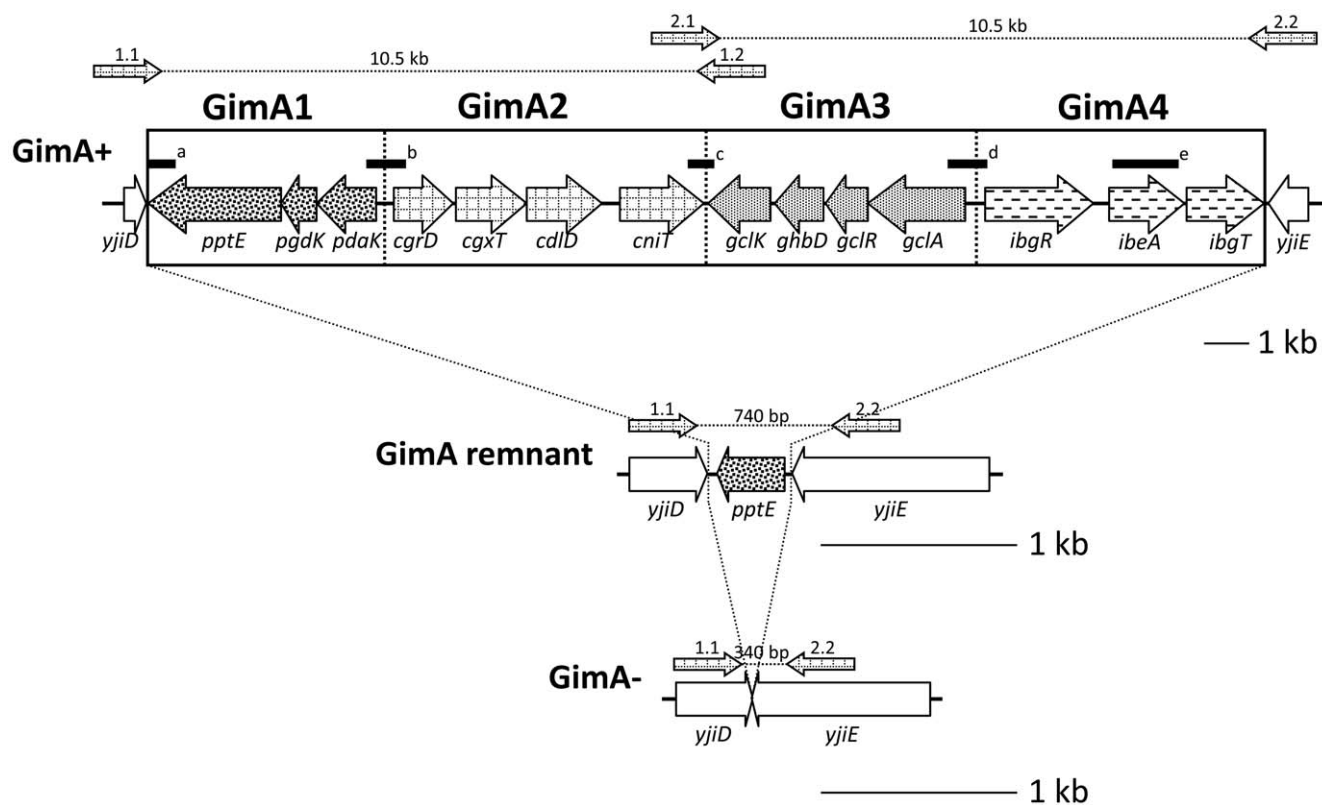 2.1 10.5 kb 2.2
1.1 10.5 kb 1.2
GimA1 GimA2 GimA3 GimA4
GimA+
a b c d e
yjiD pptE pgdK pdaK cgrD cgxT cdlD cniT gclK ghbD gclR gclA ibgR ibeA ibgT yjiE
1 kb
1.1 740 bp 2.2
GimA remnant
yjiD pptE yjiE
1 kb
1.1 340 bp 2.2
GimA-
yjiD yjiE
1 kb